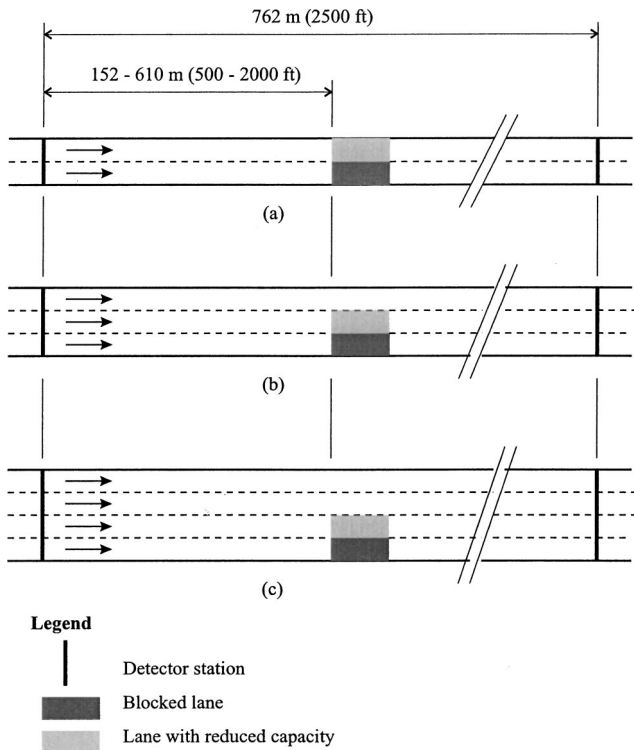 762 m (2500 ft)
152 - 610 m (500 - 2000 ft)
(a)
(b)
(c)
Legend
Detector station
Blocked lane
Lane with reduced capacity